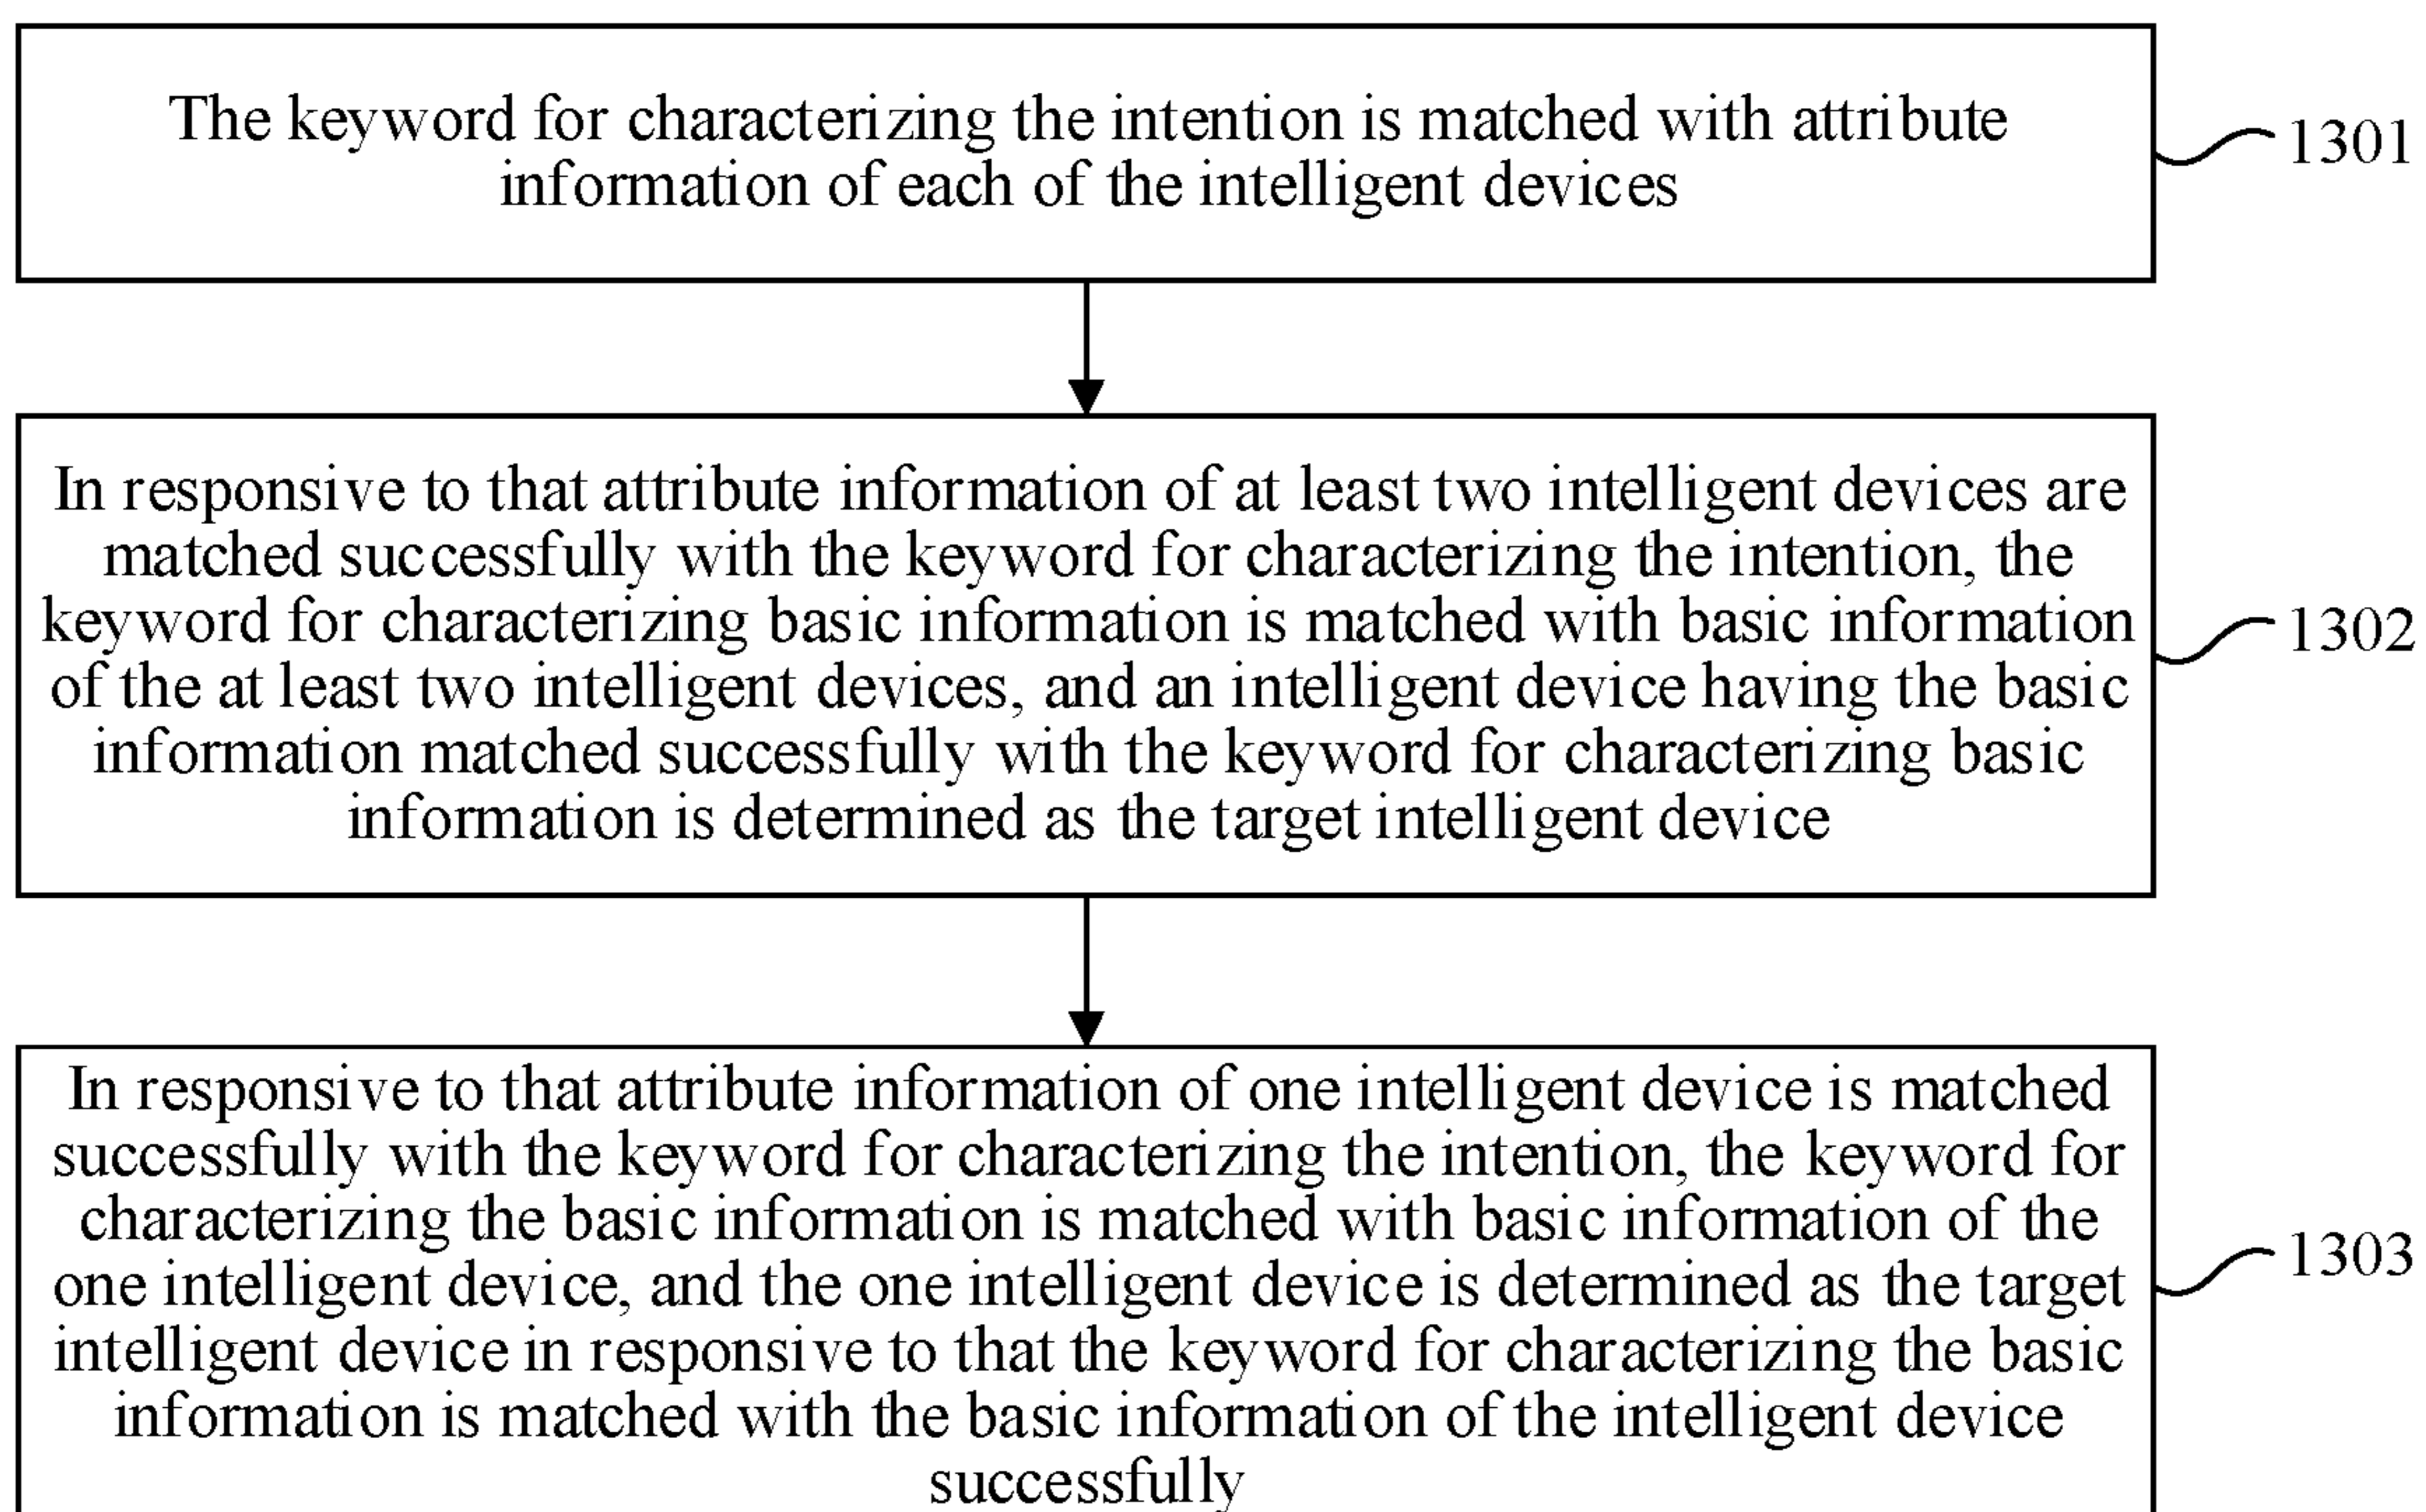 The keyword for characterizing the intention is matched with attribute
information of each of the intelligent devices
1301
In responsive to that attribute information of at least two intelligent devices are
matched successfully with the keyword for characterizing the intention, the
keyword for characterizing basic information is matched with basic information
of the at least two intelligent devices, and an intelligent device having the basic
information matched successfully with the keyword for characterizing basic
information is determined as the target intelligent device
1302
In responsive to that attribute information of one intelligent device is matched
successfully with the keyword for characterizing the intention, the keyword for
characterizing the basic information is matched with basic information of the
one intelligent device, and the one intelligent device is determined as the target
intelligent device in responsive to that the keyword for characterizing the basic
information is matched with the basic information of the intelligent device
successfully
1303